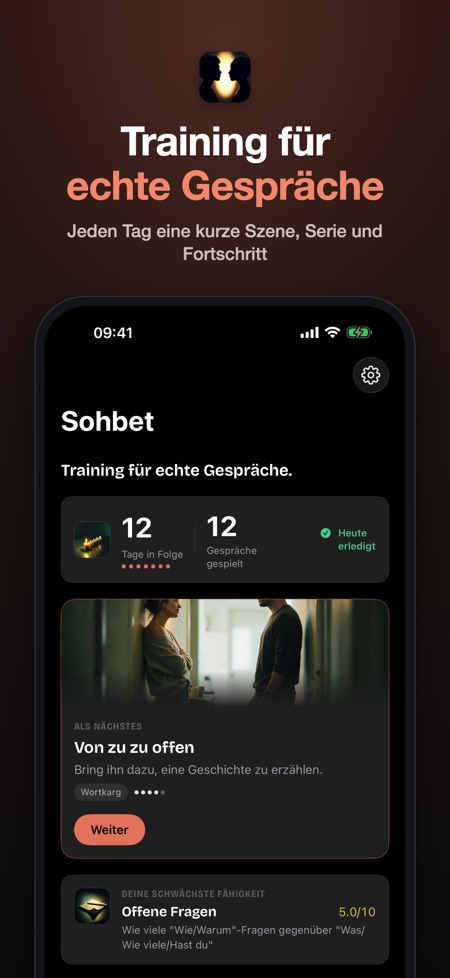 Training für
echte Gespräche
Jeden Tag eine kurze Szene, Serie und
Fortschritt
09:41
Sohbet
Training für echte Gespräche.
12
Tage in Folge
12
Gespräche
gespielt
Heute
erledigt
ALS NÄCHSTES
Von zu zu offen
Bring ihn dazu, eine Geschichte zu erzählen.
Wortkarg
Weiter
DEINE SCHWÄCHSTE FÄHIGKEIT
Offene Fragen
5.0/10
Wie viele "Wie/Warum"-Fragen gegenüber "Was/
Wie viele/Hast du"